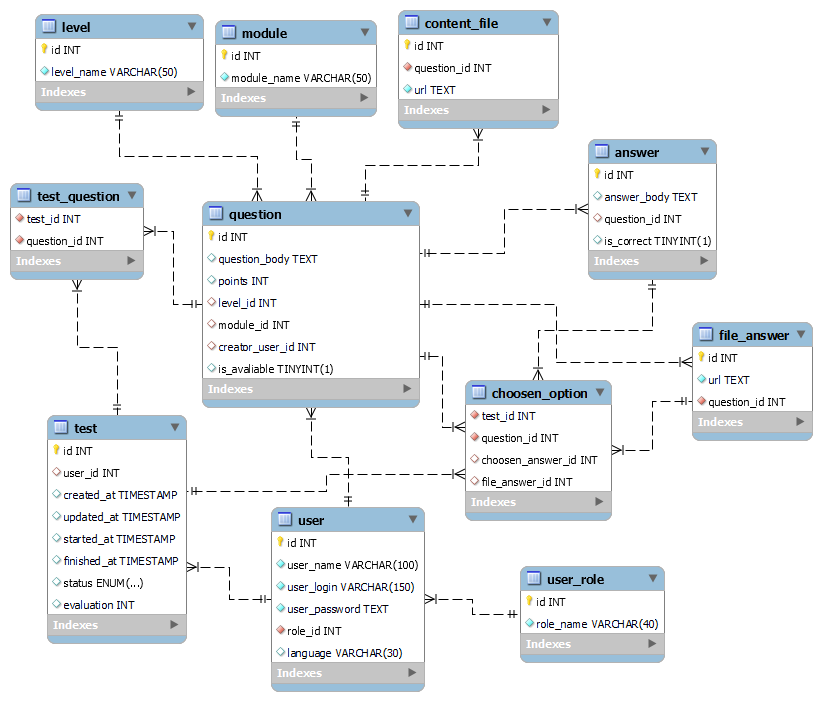 level
id INT
level_name VARCHAR(50)
Indexes
module
id INT
module_name VARCHAR(50)
Indexes
content_file
id INT
question_id INT
url TEXT
Indexes
answer
id INT
answer_body TEXT
question_id INT
is_correct TINYINT(1)
Indexes
test_question
test_id INT
question_id INT
Indexes
question
id INT
question_body TEXT
points INT
level_id INT
module_id INT
creator_user_id INT
is_avaliable TINYINT(1)
Indexes
file_answer
id INT
url TEXT
question_id INT
Indexes
choosen_option
test_id INT
question_id INT
choosen_answer_id INT
file_answer_id INT
Indexes
test
id INT
user_id INT
created_at TIMESTAMP
updated_at TIMESTAMP
started_at TIMESTAMP
finished_at TIMESTAMP
status ENUM(...)
evaluation INT
Indexes
user
id INT
user_name VARCHAR(100)
user_login VARCHAR(150)
user_password TEXT
role_id INT
language VARCHAR(30)
Indexes
user_role
id INT
role_name VARCHAR(40)
Indexes